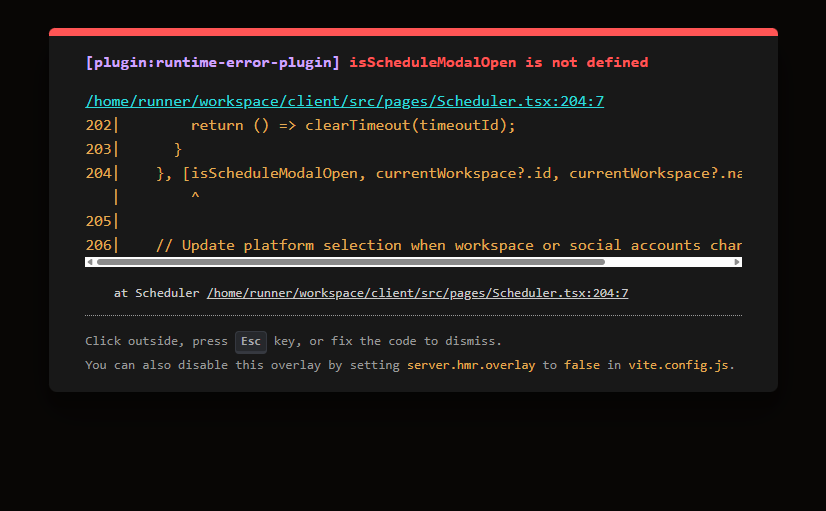 [plugin:runtime-error-plugin] isScheduleModalOpen is not defined
/home/runner/workspace/client/src/pages/Scheduler.tsx:204:7
202|        return () => clearTimeout(timeoutId);
203|      }
204|    }, [isScheduleModalOpen, currentWorkspace?.id, currentWorkspace?.na
   |        ^
205|
206|    // Update platform selection when workspace or social accounts chan
at Scheduler /home/runner/workspace/client/src/pages/Scheduler.tsx:204:7
Click outside, press Esc key, or fix the code to dismiss.
You can also disable this overlay by setting server.hmr.overlay to false in vite.config.js.